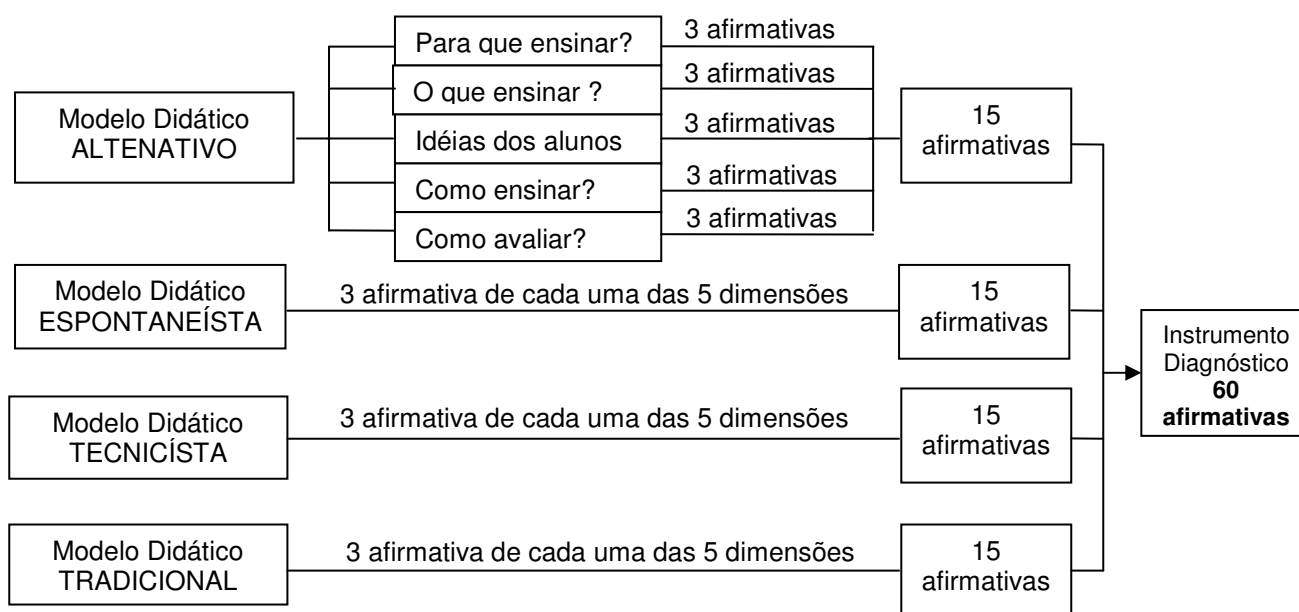 Para que ensinar?
3 afirmativas
O que ensinar ?
3 afirmativas
Modelo Didático
ALTENATIVO
Idéias dos alunos
3 afirmativas
15
afirmativas
Como ensinar?
3 afirmativas
Como avaliar?
3 afirmativas
Modelo Didático
ESPONTANEÍSTA
3 afirmativa de cada uma das 5 dimensões
15
afirmativas
Instrumento
Diagnóstico
60
afirmativas
Modelo Didático
TECNICÍSTA
3 afirmativa de cada uma das 5 dimensões
15
afirmativas
Modelo Didático
TRADICIONAL
3 afirmativa de cada uma das 5 dimensões
15
afirmativas